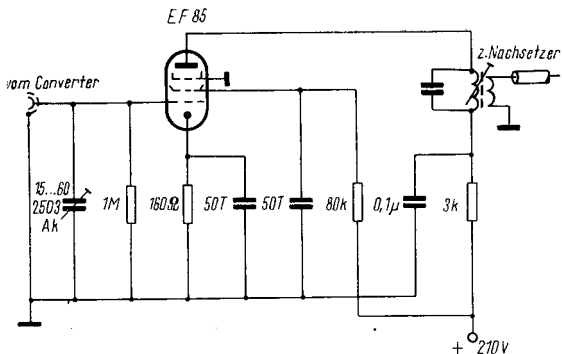 EF 85
vom Converter
z. Nachsetzer
15...60
2503
Ak
1M
160Ω
50T
50T
80k
0,1µ
3k
+ 210V